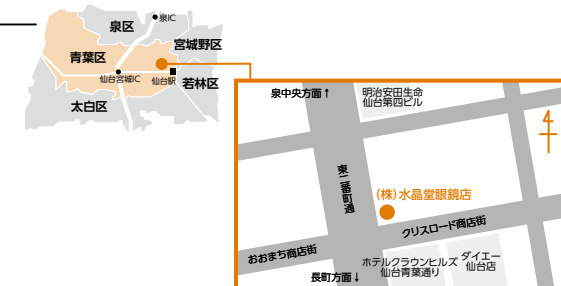 泉区
泉IC
宮城野区
青葉区
仙台宮城IC
仙台駅
若林区
太白区
泉中央方面↑
明治安田生命
仙台第四ビル
東二番町通
(株)水晶堂眼鏡店
クリスロード商店街
おおまち商店街
ホテルクラウンヒルズ
仙台青葉通り
ダイエー
仙台店
長町方面↓